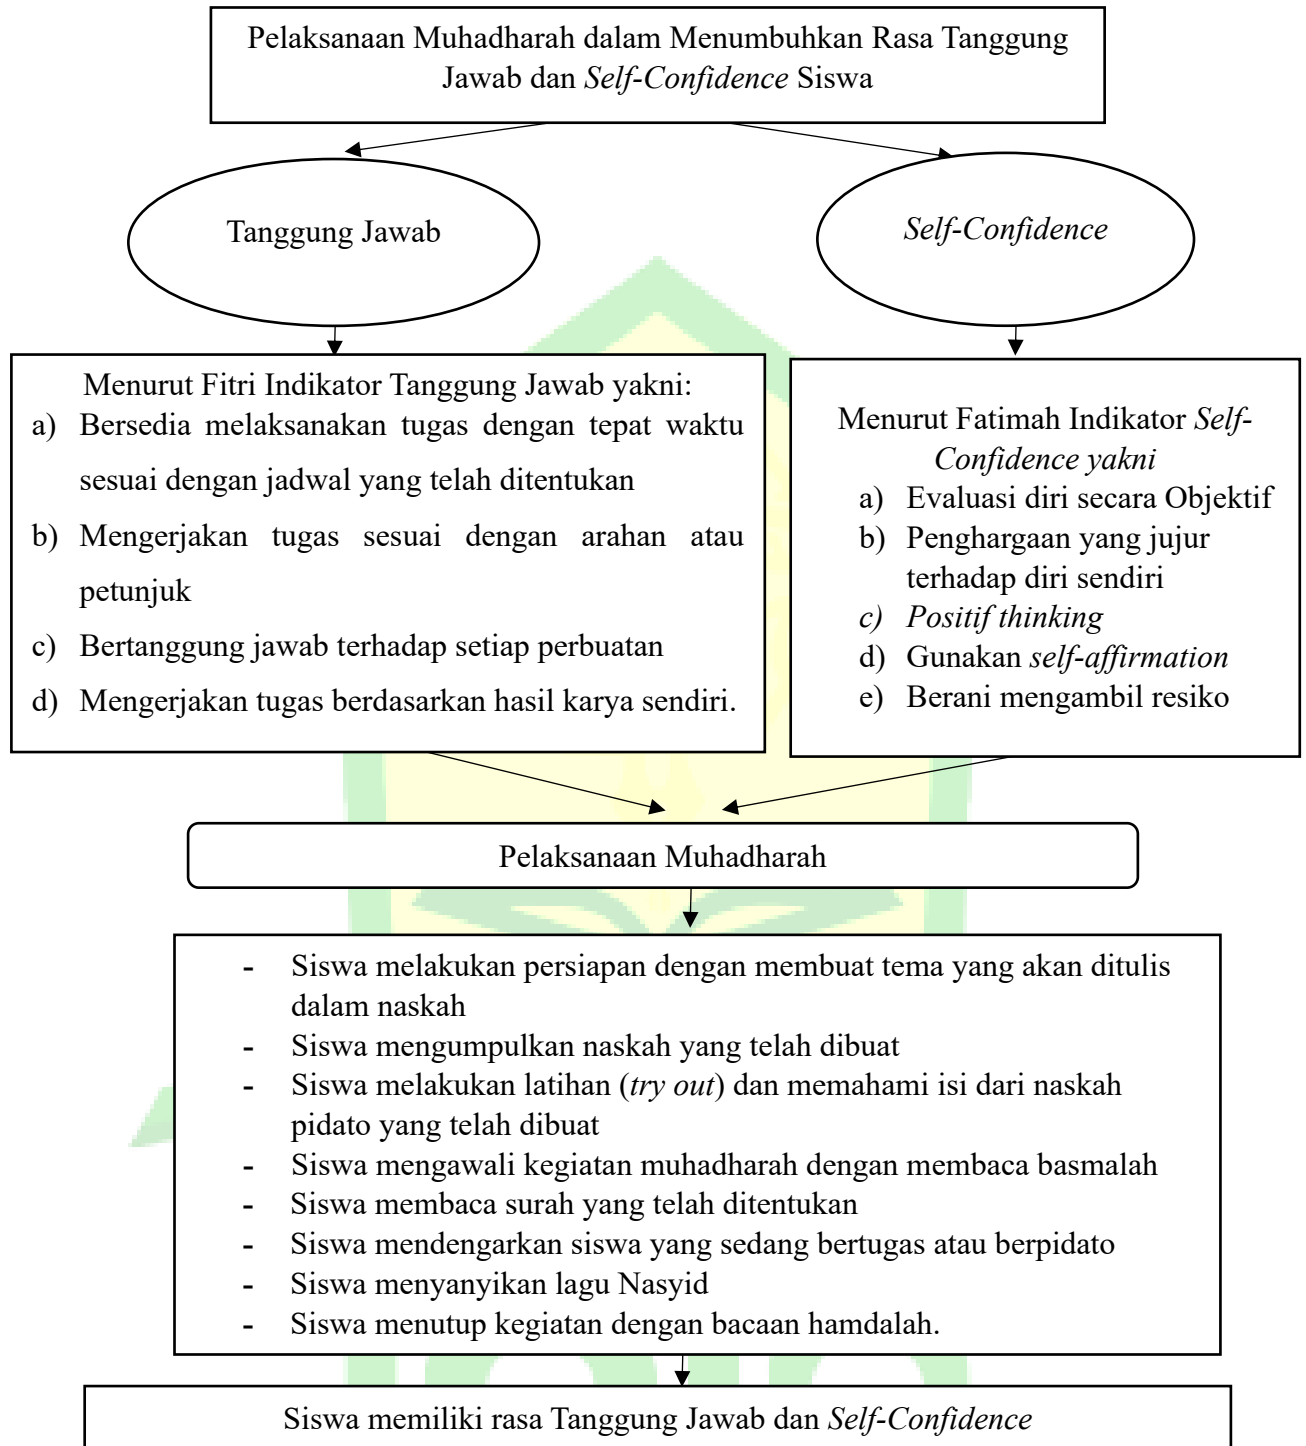 Pelaksanaan Muhadharah dalam Menumbuhkan Rasa Tanggung
Jawab dan Self-Confidence Siswa
Tanggung Jawab
Self-Confidence
Menurut Fitri Indikator Tanggung Jawab yakni:
a) Bersedia melaksanakan tugas dengan tepat waktu
sesuai dengan jadwal yang telah ditentukan
b) Mengerjakan tugas sesuai dengan arahan atau
petunjuk
c) Bertanggung jawab terhadap setiap perbuatan
d) Mengerjakan tugas berdasarkan hasil karya sendiri.
Menurut Fatimah Indikator Self-
Confidence yakni
a) Evaluasi diri secara Objektif
b) Penghargaan yang jujur
terhadap diri sendiri
c) Positif thinking
d) Gunakan self-affirmation
e) Berani mengambil resiko
Pelaksanaan Muhadharah
- Siswa melakukan persiapan dengan membuat tema yang akan ditulis
dalam naskah
- Siswa mengumpulkan naskah yang telah dibuat
- Siswa melakukan latihan (try out) dan memahami isi dari naskah
pidato yang telah dibuat
- Siswa mengawali kegiatan muhadharah dengan membaca basmalah
- Siswa membaca surah yang telah ditentukan
- Siswa mendengarkan siswa yang sedang bertugas atau berpidato
- Siswa menyanyikan lagu Nasyid
- Siswa menutup kegiatan dengan bacaan hamdalah.
Siswa memiliki rasa Tanggung Jawab dan Self-Confidence